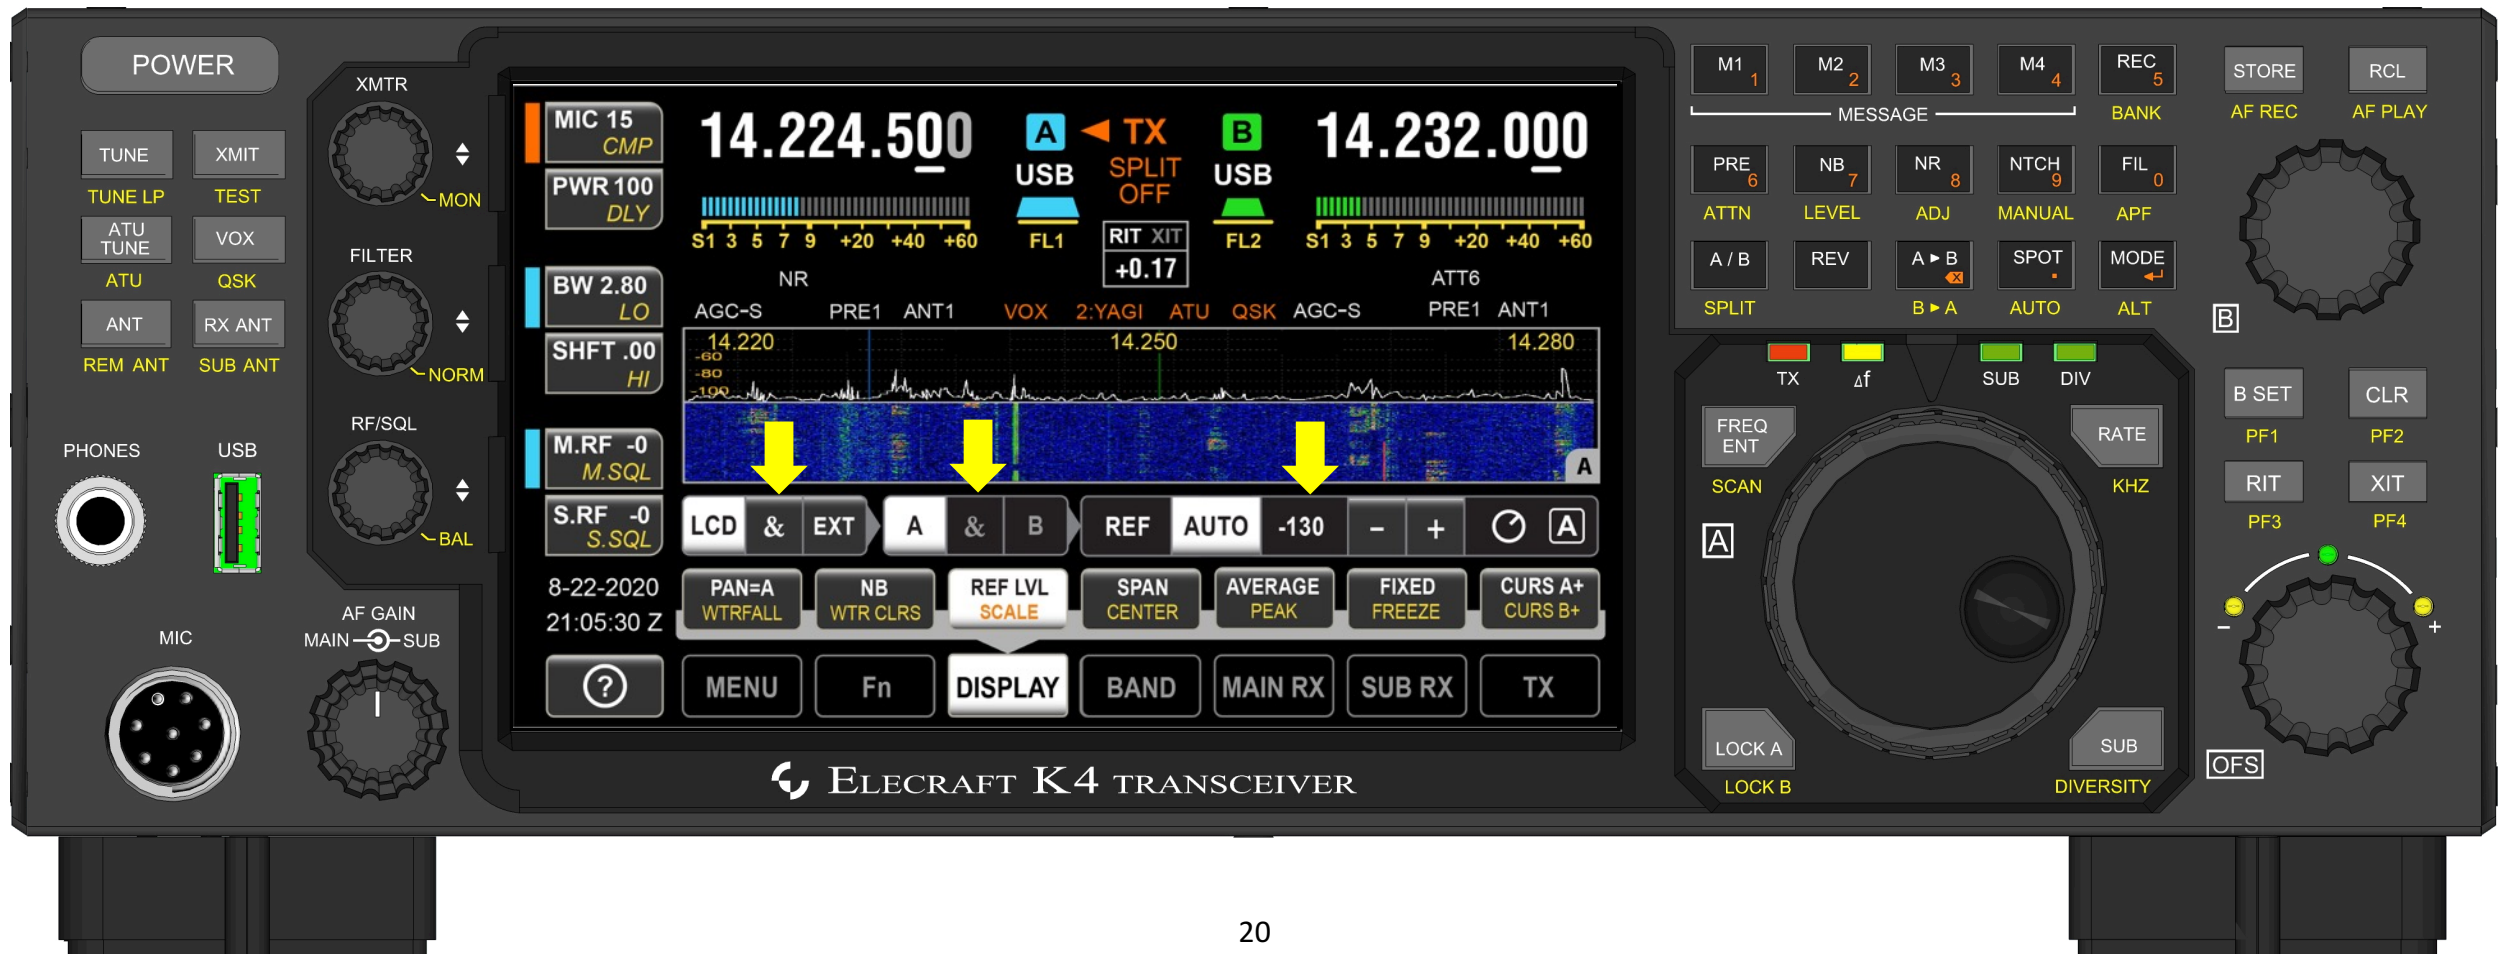 POWER
TUNE XMIT
TUNE LP TEST
ATU TUNE VOX
ATU QSK
ANT RX ANT
REM ANT SUB ANT
PHONES USB
MIC
XMTR
MON
FILTER
NORM
RF/SQL
BAL
AF GAIN
MAIN SUB
MIC 15
CMP
PWR 100
DLY
BW 2.80
LO
SHFT .00
HI
M.RF -0
M.SQL
S.RF -0
S.SQL
8-22-2020
21:05:30 Z
?
14.224.500 A TX B 14.232.000
USB SPLIT OFF USB
S1 3 5 7 9 +20 +40 +60 FL1 RIT XIT FL2 S1 3 5 7 9 +20 +40 +60
+0.17
NR ATT6
AGC-S PRE1 ANT1 VOX 2:YAGI ATU QSK AGC-S PRE1 ANT1
14.220 14.250 14.280
-60
-80
-100
A
LCD & EXT A & B REF AUTO -130 - + A
PAN=A NB REF LVL SPAN AVERAGE FIXED CURS A+
WTRFALL WTR CLRS SCALE CENTER PEAK FREEZE CURS B+
MENU Fn DISPLAY BAND MAIN RX SUB RX TX
ELECRAFT K4 TRANSCEIVER
M1 1 M2 2 M3 3 M4 4 REC 5
MESSAGE BANK
PRE 6 NB 7 NR 8 NTCH 9 FIL 0
ATTN LEVEL ADJ MANUAL APF
A / B REV A ▸ B SPOT . MODE
SPLIT B ▸ A AUTO ALT
TX Δf SUB DIV
FREQ ENT RATE
SCAN KHZ
A
LOCK A SUB
LOCK B DIVERSITY
STORE RCL
AF REC AF PLAY
B
B SET CLR
PF1 PF2
RIT XIT
PF3 PF4
- +
OFS
20